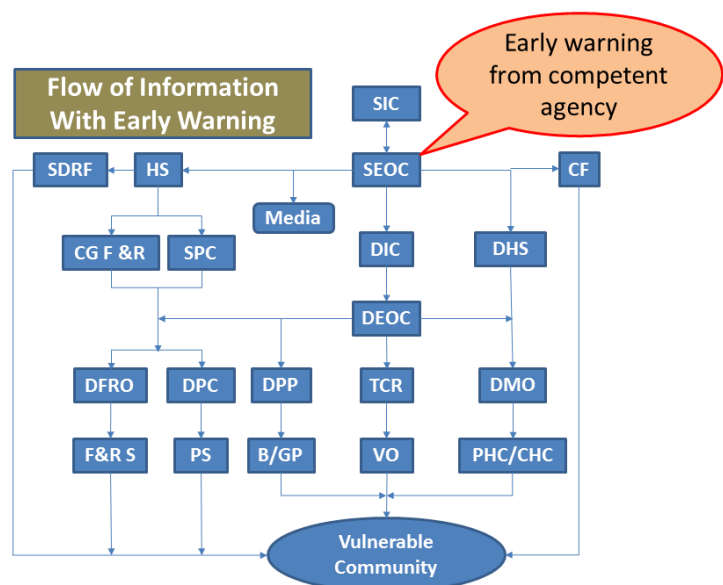 Flow of Information
With Early Warning
Early warning
from competent
agency
SIC
SDRF
HS
SEOC
CF
Media
CG F &R
SPC
DIC
DHS
DEOC
DFRO
DPC
DPP
TCR
DMO
F&R S
PS
B/GP
VO
PHC/CHC
Vulnerable
Community